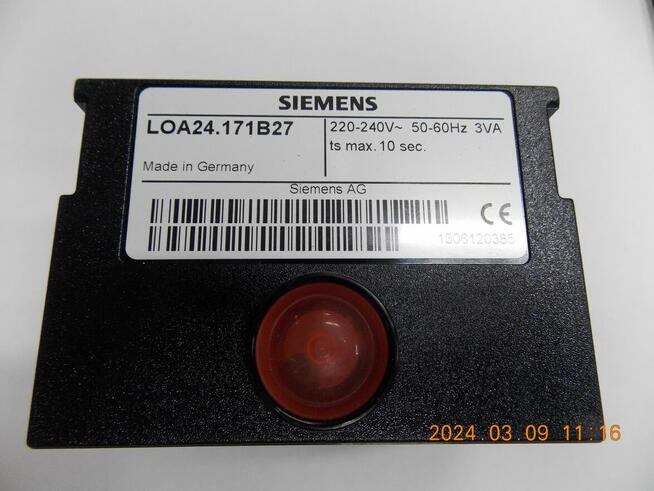 SIEMENS
LOA24.171B27
220-240V~ 50-60Hz 3VA
ts max. 10 sec.
Made in Germany
Siemens AG
CE
1306120385
2024.03.09 11:16